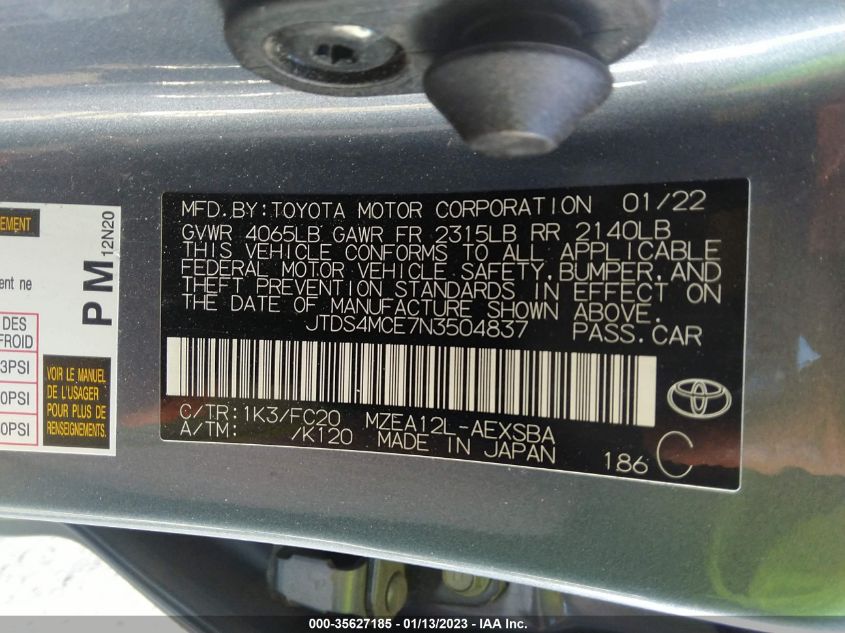 MFD.BY:TOYOTA MOTOR CORPORATION 01/22
GVWR 4065LB GAWR FR 2315LB RR 2140LB
THIS VEHICLE CONFORMS TO ALL APPLICABLE
FEDERAL MOTOR VEHICLE SAFETY,BUMPER,AND
THEFT PREVENTION STANDARDS IN EFFECT ON
THE DATE OF MANUFACTURE SHOWN ABOVE.
JTDS4MCE7N3504837 PASS.CAR
C/TR:1K3/FC20 MZEA12L-AEXSBA
A/TM: /K120 MADE IN JAPAN
186 C
PM 12N20
EMENT
ent ne
DES
FROID
3PSI
0PSI
0PSI
VOIR LE MANUEL
DE L'USAGER
POUR PLUS DE
RENSEIGNEMENTS.
000-35627185 - 01/13/2023 - IAA Inc.